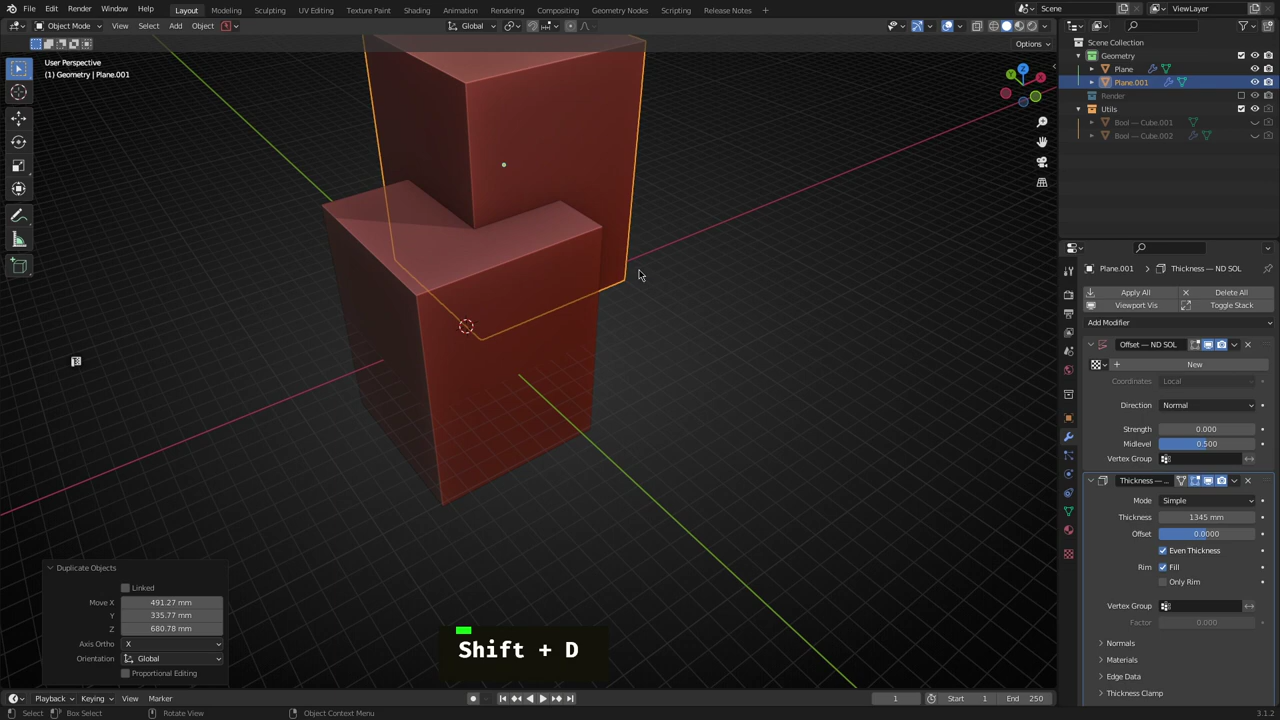 File Edit Render Window Help Layout Modeling Sculpting UV Editing Texture Paint Shading Animation Rendering Compositing Geometry Nodes Scripting Release Notes Scene ViewLayer
Object Mode View Select Add Object Global
Options
User Perspective
(1) Geometry | Plane.001
Scene Collection
Geometry
Plane
Plane.001
Render
Utils
Bool — Cube.001
Bool — Cube.002
Plane.001 Thickness — ND SOL
Apply All Delete All
Viewport Vis Toggle Stack
Add Modifier
Offset — ND SOL
New
Coordinates Local
Direction Normal
Strength 0.000
Midlevel 0.500
Vertex Group
Thickness — ...
Mode Simple
Thickness 1345 mm
Offset 0.0000
Even Thickness
Rim Fill
Only Rim
Vertex Group
Factor 0.000
Normals
Materials
Edge Data
Thickness Clamp
Duplicate Objects
Linked
Move X 491.27 mm
Y 335.77 mm
Z 680.78 mm
Axis Ortho X
Orientation Global
Proportional Editing
Shift + D
Playback Keying View Marker 1 Start 1 End 250
Select Box Select Rotate View Object Context Menu 3.1.2